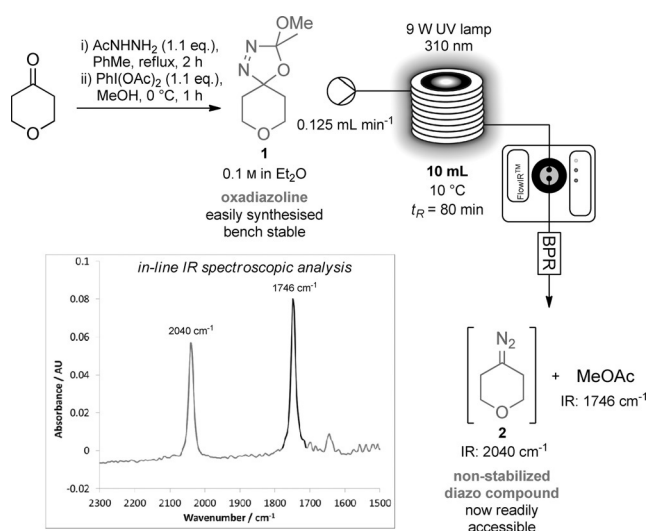 i) AcNHNH₂ (1.1 eq.),
PhMe, reflux, 2 h
ii) PhI(OAc)₂ (1.1 eq.),
MeOH, 0 °C, 1 h
O
O
OMe
N
N
O
O
1
0.1 M in Et₂O
oxadiazoline
easily synthesised
bench stable
9 W UV lamp
310 nm
0.125 mL min⁻¹
10 mL
10 °C
tR = 80 min
FlowIR™
BPR
in-line IR spectroscopic analysis
1746 cm⁻¹
2040 cm⁻¹
Absorbance / AU
0.1
0.08
0.06
0.04
0.02
0
-0.02
2300 2200 2100 2000 1900 1800 1700 1600 1500
Wavenumber / cm⁻¹
N₂
O
2
IR: 2040 cm⁻¹
+ MeOAc
IR: 1746 cm⁻¹
non-stabilized
diazo compound
now readily
accessible